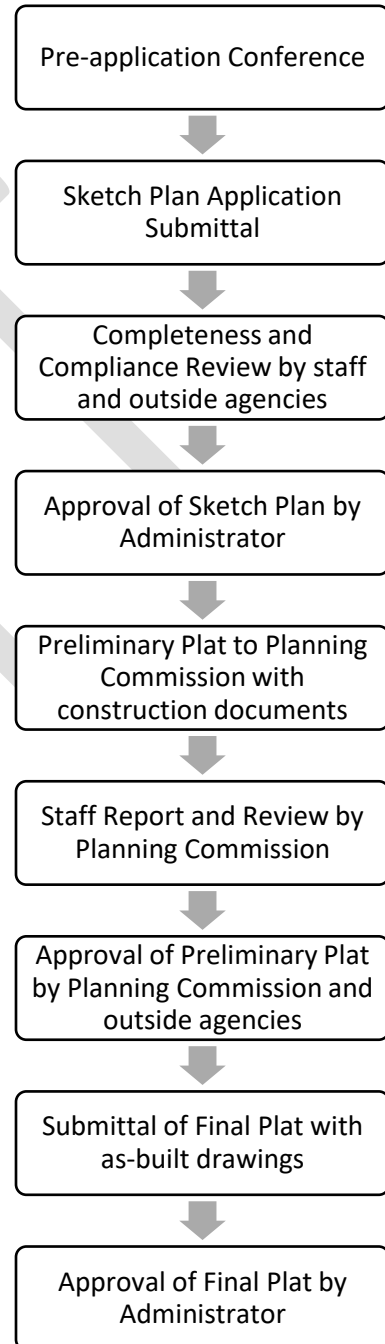 Pre-application Conference
Sketch Plan Application
Submittal
Completeness and
Compliance Review by staff
and outside agencies
Approval of Sketch Plan by
Administrator
Preliminary Plat to Planning
Commission with
construction documents
Staff Report and Review by
Planning Commission
Approval of Preliminary Plat
by Planning Commission and
outside agencies
Submittal of Final Plat with
as-built drawings
Approval of Final Plat by
Administrator